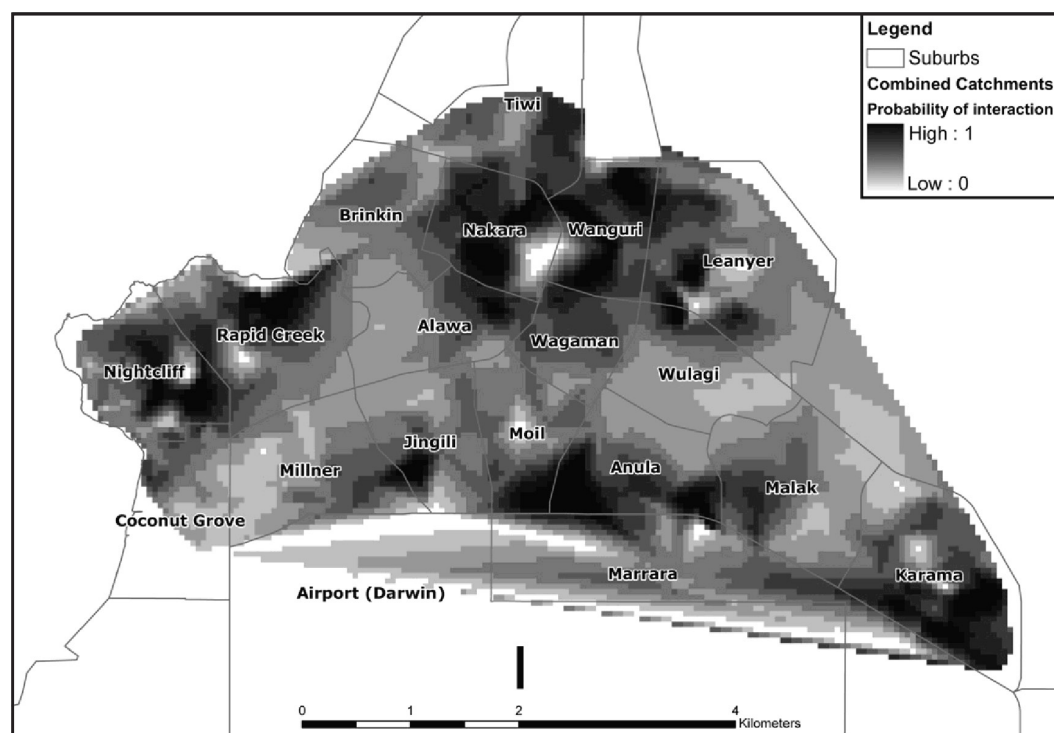 Legend
Suburbs
Combined Catchments
Probability of interaction
High : 1
Low : 0
Tiwi
Brinkin
Nakara
Wanguri
Leanyer
Rapid Creek
Alawa
Wagaman
Nightcliff
Wulagi
Jingili
Moil
Millner
Anula
Malak
Coconut Grove
Marrara
Karama
Airport (Darwin)
0 1 2 4
Kilometers